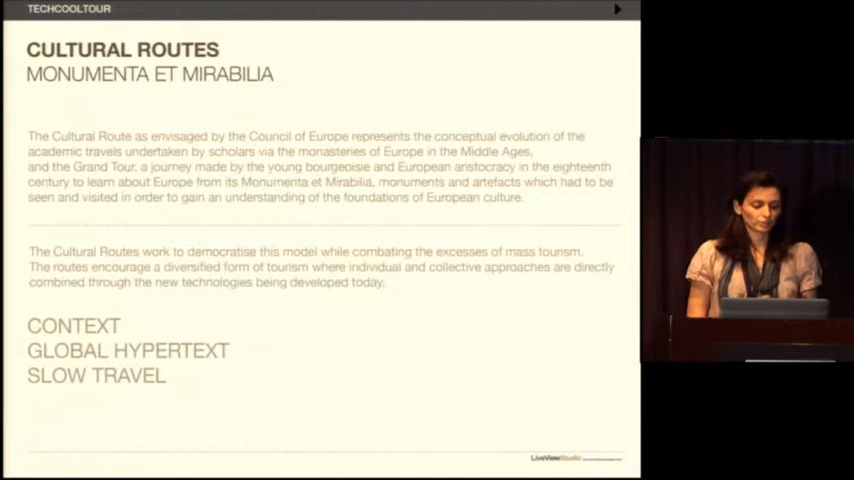 TECHCOOLTOUR
CULTURAL ROUTES
MONUMENTA ET MIRABILIA
The Cultural Route as envisaged by the Council of Europe represents the conceptual evolution of the
academic travels undertaken by scholars via the monasteries of Europe in the Middle Ages,
and the Grand Tour, a journey made by the young bourgeoisie and European aristocracy in the eighteenth
century to learn about Europe from its Monumenta et Mirabilia, monuments and artefacts which had to be
seen and visited in order to gain an understanding of the foundations of European culture.
The Cultural Routes work to democratise this model while combating the excesses of mass tourism.
The routes encourage a diversified form of tourism where individual and collective approaches are directly
combined through the new technologies being developed today.
CONTEXT
GLOBAL HYPERTEXT
SLOW TRAVEL
LiveViewStudio